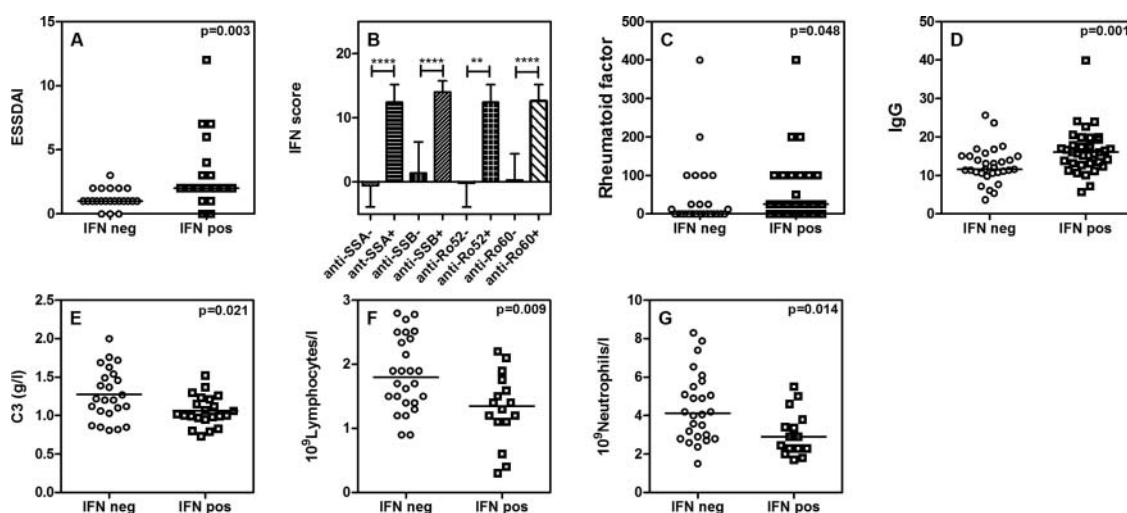 A
p=0.003
ESSDAI
15
10
5
0
IFN neg
IFN pos
B
IFN score
20
10
0
****
****
**
****
anti-SSA-
ant-SSA+
anti-SSB-
anti-SSB+
anti-Ro52-
anti-Ro52+
anti-Ro60-
anti-Ro60+
C
p=0.048
Rheumatoid factor
500
400
300
200
100
0
IFN neg
IFN pos
D
p=0.001
IgG
50
40
30
20
10
0
IFN neg
IFN pos
E
p=0.021
C3 (g/l)
2.5
2.0
1.5
1.0
0.5
0.0
IFN neg
IFN pos
F
p=0.009
10⁹Lymphocytes/l
3
2
1
0
IFN neg
IFN pos
G
p=0.014
10⁹Neutrophils/l
10
8
6
4
2
0
IFN neg
IFN pos